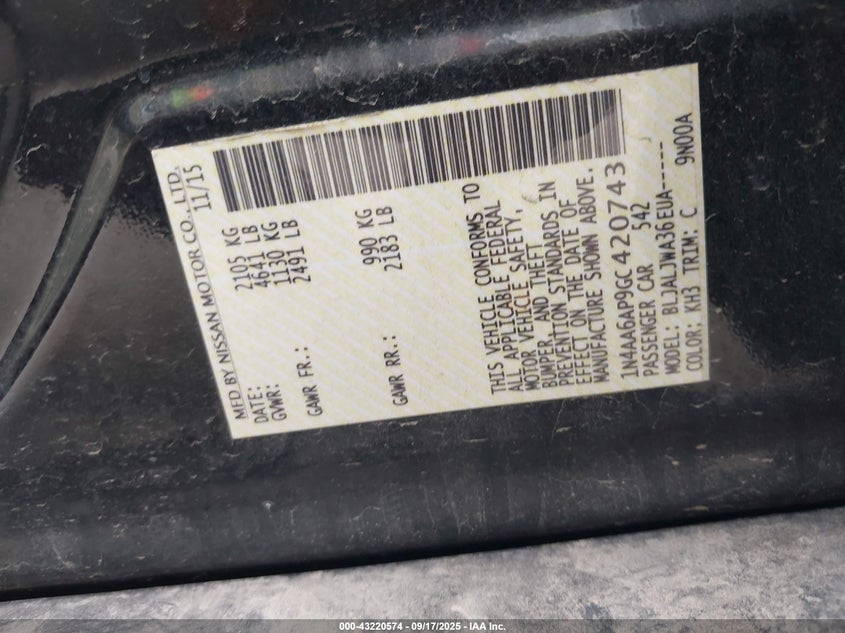 MFD BY NISSAN MOTOR CO., LTD.
DATE: 11/15
GVWR: 2105 KG
4641 LB
GAWR FR.: 1130 KG
2491 LB
GAWR RR.: 990 KG
2183 LB
THIS VEHICLE CONFORMS TO
ALL APPLICABLE FEDERAL
MOTOR VEHICLE SAFETY,
BUMPER, AND THEFT
PREVENTION STANDARDS IN
EFFECT ON THE DATE OF
MANUFACTURE SHOWN ABOVE.
1N4AA6AP9GC420743
PASSENGER CAR 542
MODEL: BLJALJWA36EUA-----
COLOR: KH3 TRIM: C 9N00A
000-43220574 | 09/17/2025 - IAA Inc.